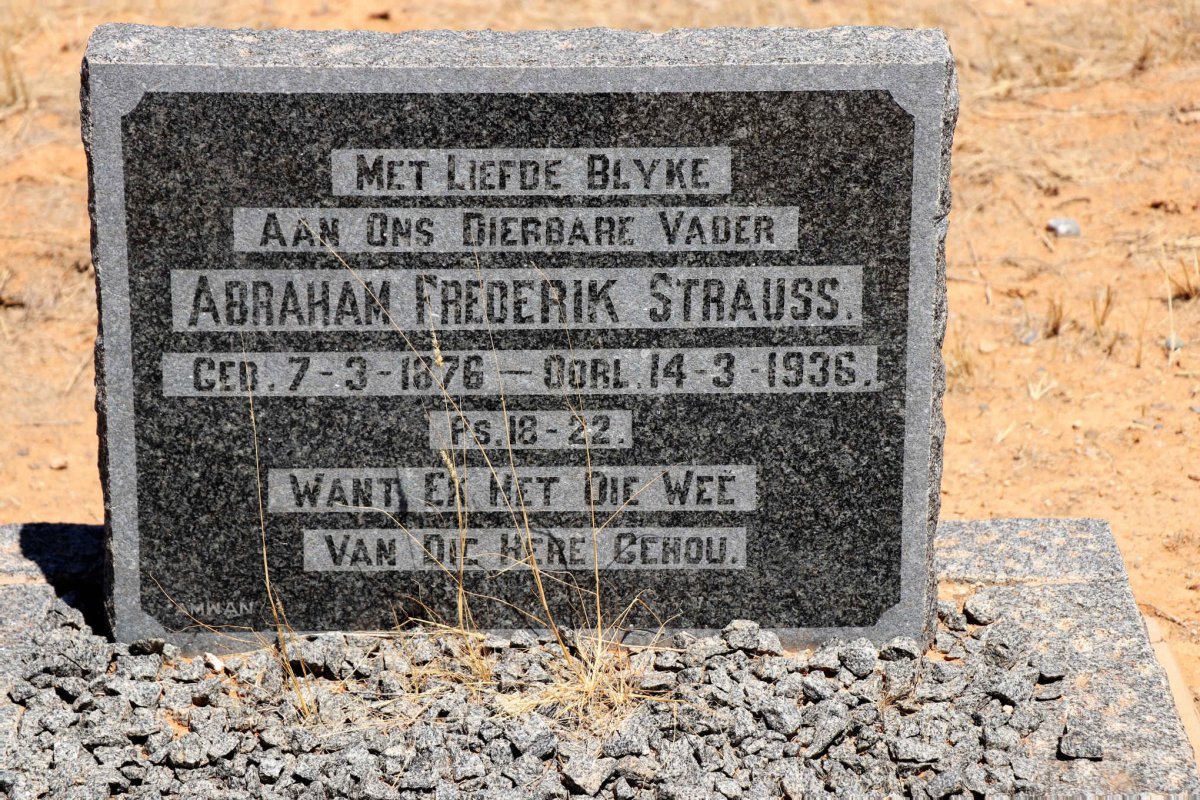 MET LIEFDE BLYKE
AAN ONS DIERBARE VADER
ABRAHAM FREDERIK STRAUSS.
GEB. 7-3-1876 — OORL. 14-3-1936.
PS. 18-22.
WANT EK HET DIE WEË
VAN DIE HERE GEHOU.